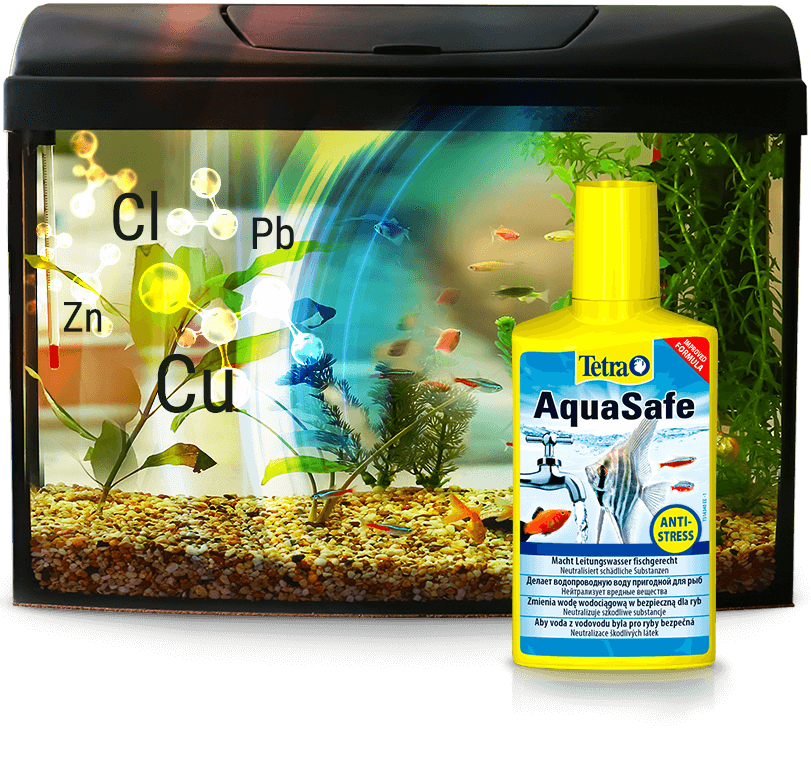 Cl
Pb
Zn
Cu
Tetra
IMPROVED
FORMULA
AquaSafe
ANTI-
STRESS
Macht Leitungswasser fischgerecht
Neutralisiert schädliche Substanzen
Делает водопроводную воду пригодной для рыб
Нейтрализует вредные вещества
Zmienia wodę wodociągową w bezpieczną dla ryb
Neutralizuje szkodliwe substancje
Aby voda z vodovodu byla pro ryby bezpečná
Neutralizace škodlivých látek